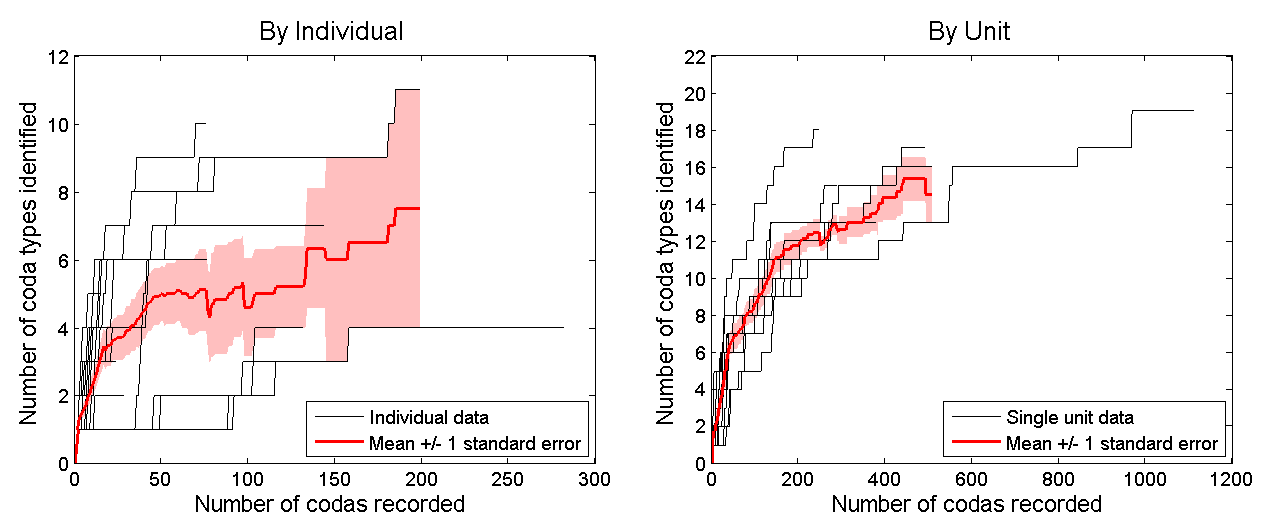 By Individual
12
10
8
6
4
2
0
0 50 100 150 200 250 300
Number of coda types identified
Number of codas recorded
Individual data
Mean +/- 1 standard error
By Unit
22
20
18
16
14
12
10
8
6
4
2
0
0 200 400 600 800 1000 1200
Number of coda types identified
Number of codas recorded
Single unit data
Mean +/- 1 standard error